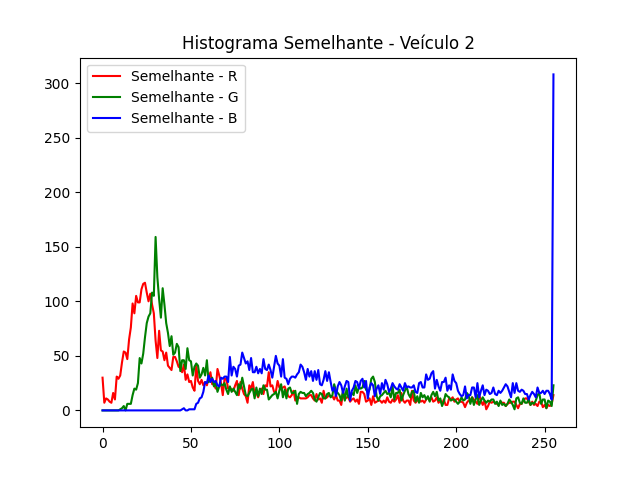 Histograma Semelhante - Veículo 2
Semelhante - R
Semelhante - G
Semelhante - B
300
250
200
150
100
50
0
0 50 100 150 200 250